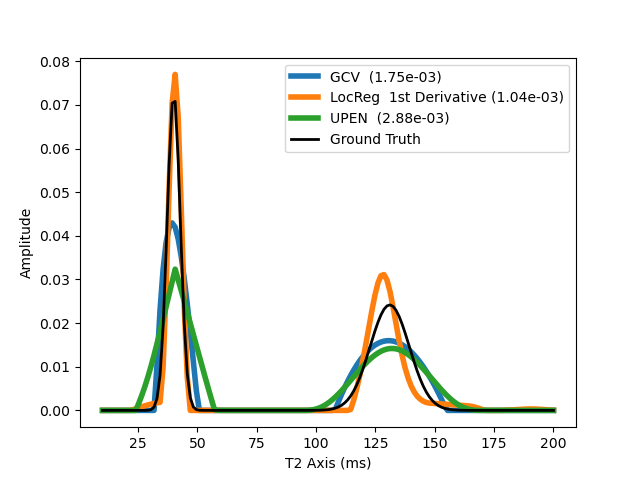 0.08
0.07
0.06
0.05
0.04
0.03
0.02
0.01
0.00
Amplitude
GCV  (1.75e-03)
LocReg  1st Derivative (1.04e-03)
UPEN  (2.88e-03)
Ground Truth
25 50 75 100 125 150 175 200
T2 Axis (ms)